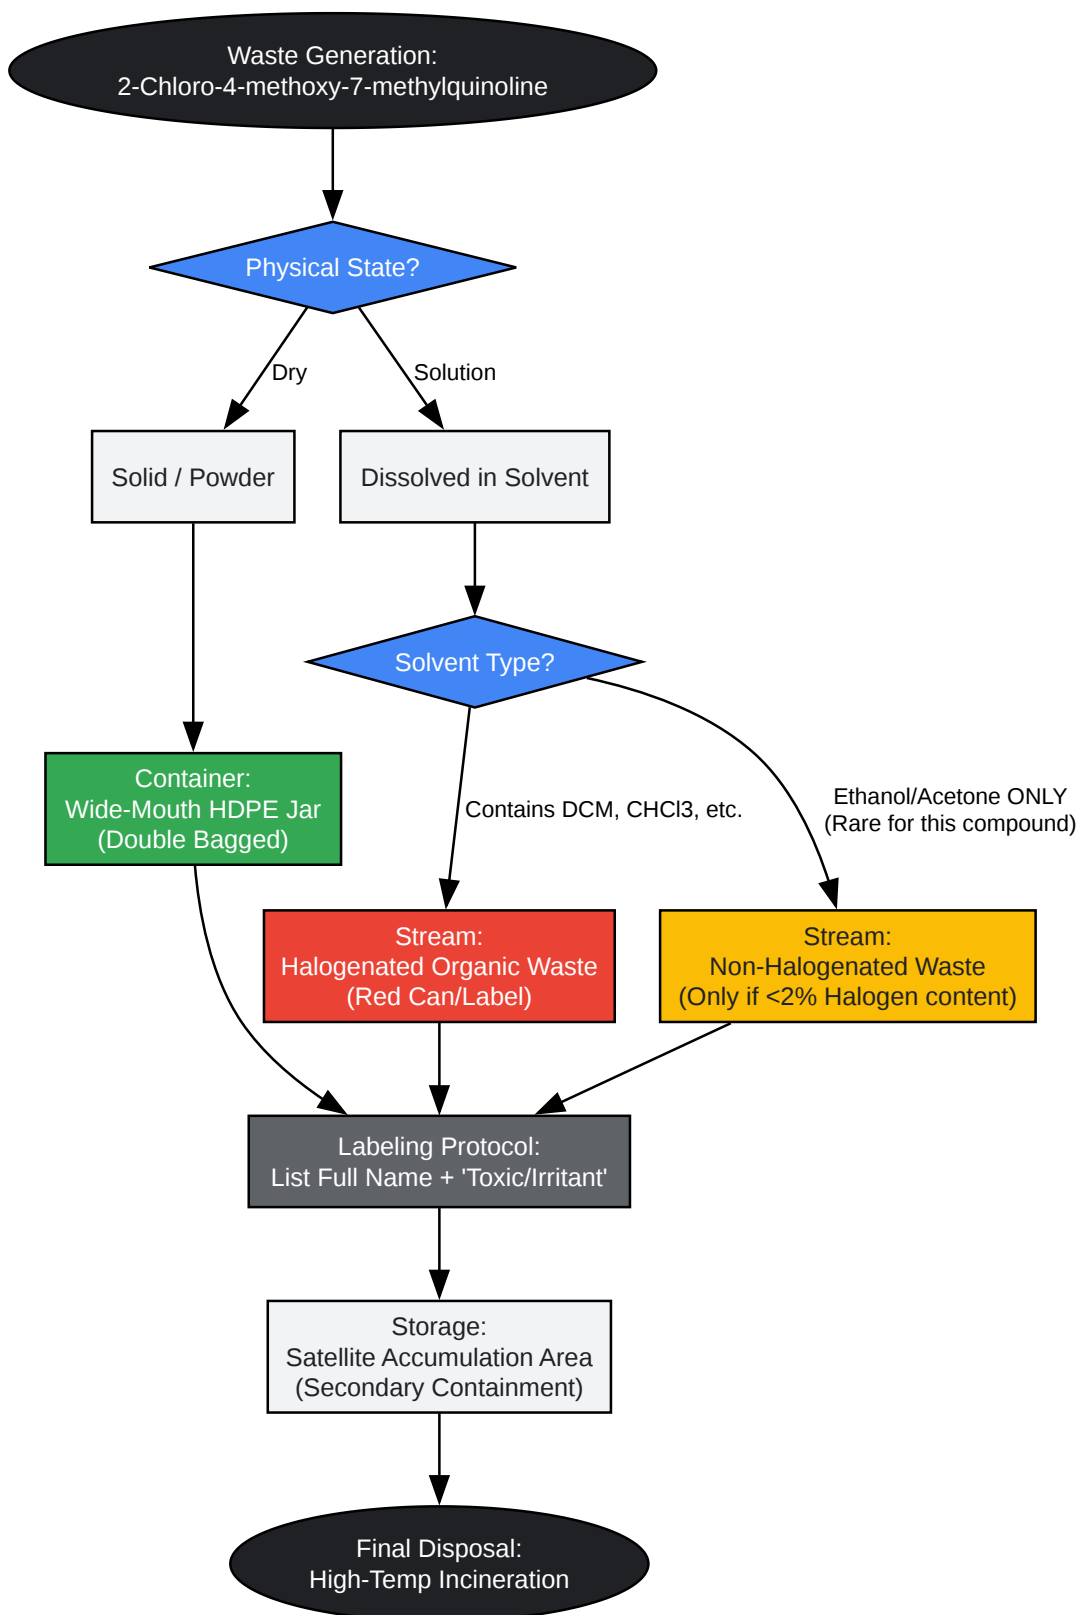 Waste Generation:
2-Chloro-4-methoxy-7-methylquinoline
Physical State?
Dry
Solution
Solid / Powder
Dissolved in Solvent
Solvent Type?
Container:
Wide-Mouth HDPE Jar
(Double Bagged)
Contains DCM, CHCl3, etc.
Ethanol/Acetone ONLY
(Rare for this compound)
Stream:
Halogenated Organic Waste
(Red Can/Label)
Stream:
Non-Halogenated Waste
(Only if <2% Halogen content)
Labeling Protocol:
List Full Name + 'Toxic/Irritant'
Storage:
Satellite Accumulation Area
(Secondary Containment)
Final Disposal:
High-Temp Incineration